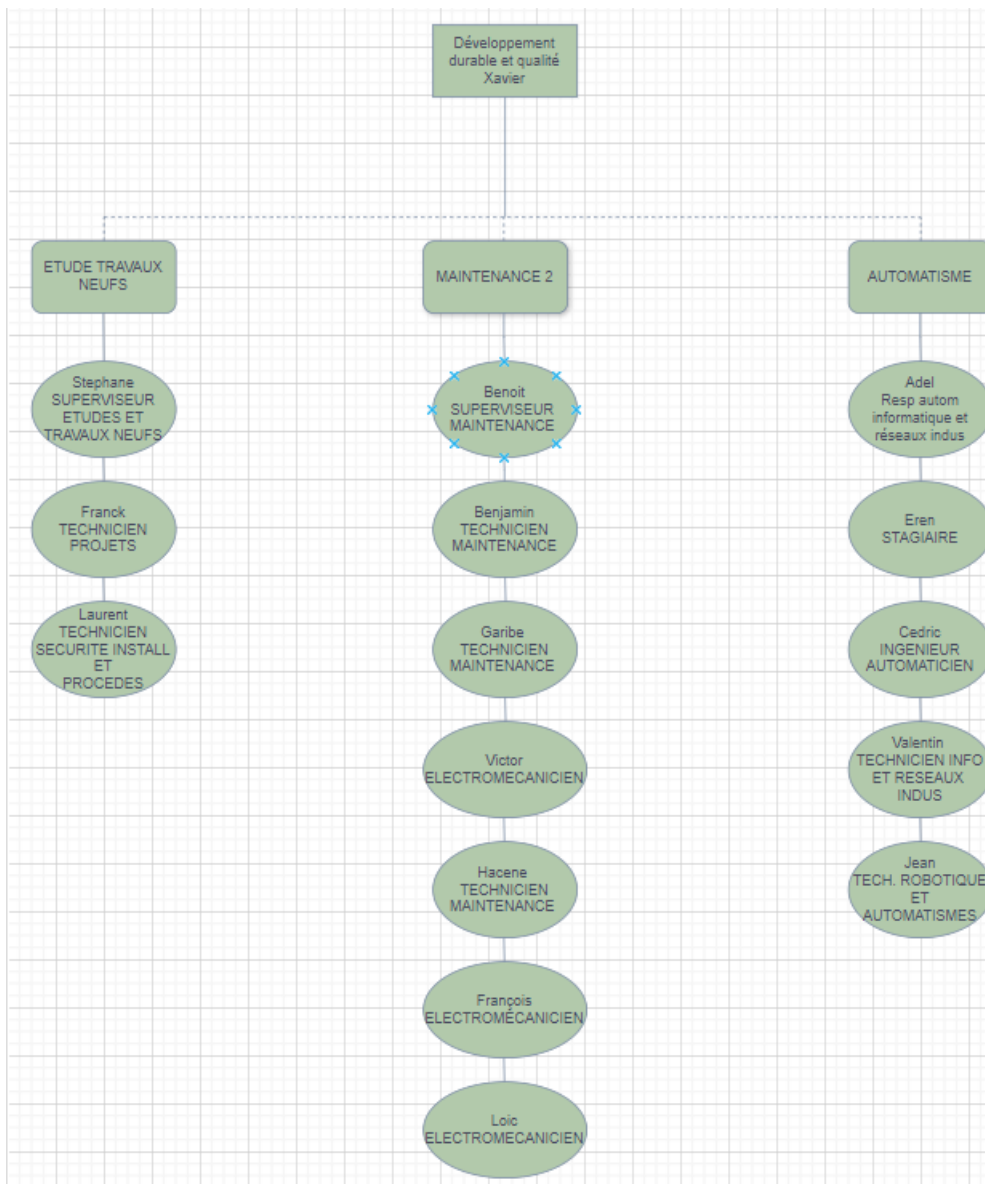 Développement
durable et qualité
Xavier
ETUDE TRAVAUX
NEUFS
MAINTENANCE 2
AUTOMATISME
Stephane
SUPERVISEUR
ETUDES ET
TRAVAUX NEUFS
Benoit
SUPERVISEUR
MAINTENANCE
Adel
Resp autom
informatique et
réseaux indus
Franck
TECHNICIEN
PROJETS
Benjamin
TECHNICIEN
MAINTENANCE
Eren
STAGIAIRE
Laurent
TECHNICIEN
SECURITE INSTALL
ET
PROCEDES
Garibe
TECHNICIEN
MAINTENANCE
Cedric
INGENIEUR
AUTOMATICIEN
Victor
ELECTROMECANICIEN
Valentin
TECHNICIEN INFO
ET RESEAUX
INDUS
Hacene
TECHNICIEN
MAINTENANCE
Jean
TECH. ROBOTIQUE
ET
AUTOMATISMES
François
ELECTROMÉCANICIEN
Loic
ELECTROMECANICIEN